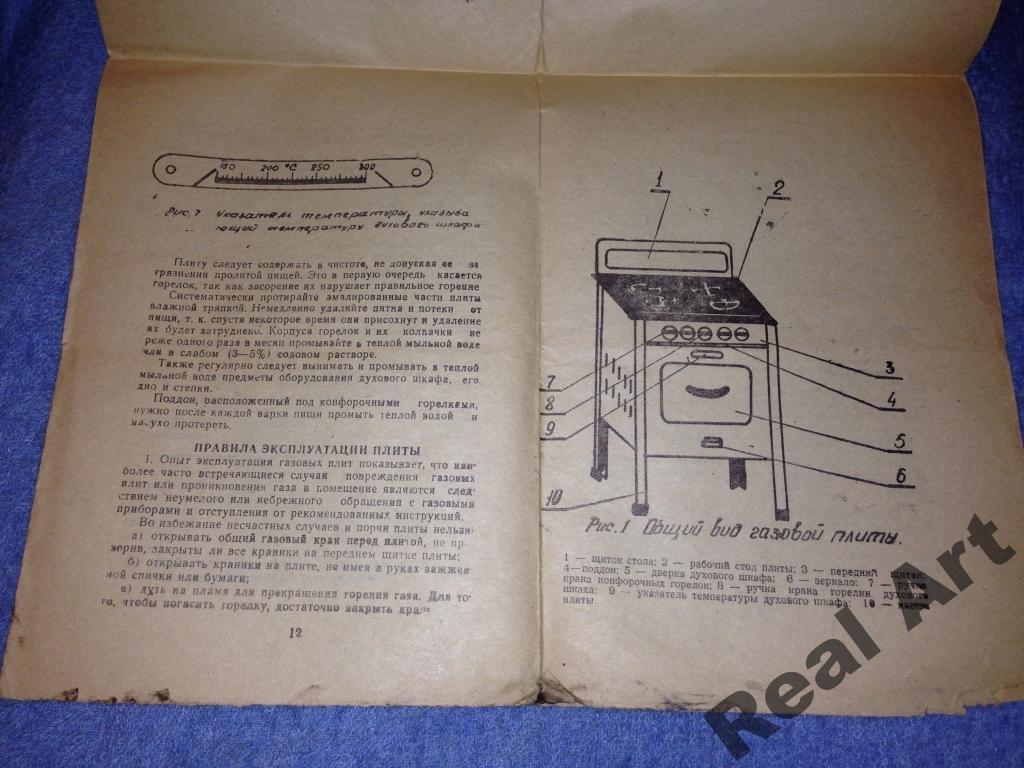 150 200 °C 250 300
Рис. 7 Указатель температуры, указыва
ющий температуру духового шкафа
Плиту следует содержать в чистоте, не допуская ее за
грязнения пролитой пищей. Это в первую очередь касается
горелок, так как засорение их нарушает правильное горение
Систематически протирайте эмалированные части плиты
влажной тряпкой. Немедленно удаляйте пятна и потеки от
пищи, т. к. спустя некоторое время они присохнут и удаление
их будет затруднено. Корпуса горелок и их колпачки не
реже одного раза в месяц промывайте в теплой мыльной воде
или в слабом (3—5%) содовом растворе.
Также регулярно следует вынимать и промывать в теплой
мыльной воде предметы оборудования духового шкафа, его
дно и стенки.
Поддон, расположенный под конфорочными горелками,
нужно после каждой варки пищи промыть теплой водой и
насухо протереть.
ПРАВИЛА ЭКСПЛУАТАЦИИ ПЛИТЫ
1. Опыт эксплуатации газовых плит показывает, что наи-
более часто встречающиеся случаи повреждения газовых
плит или проникновения газа в помещение являются след-
ствием неумелого или небрежного обращения с газовыми
приборами и отступления от рекомендованных инструкций.
Во избежание несчастных случаев и порчи плиты нельзя:
а) открывать общий газовый кран перед плитой, не про-
верив, закрыты ли все краники на переднем щитке плиты;
б) открывать краники на плите, не имея в руках зажжен-
ной спички или бумаги;
в) дуть на пламя для прекращения горения газа. Для то-
го, чтобы погасить горелку, достаточно закрыть кран
12
1
2
3
4
5
6
7
8
9
10
Рис. 1 Общий вид газовой плиты.
1 — щиток стола; 2 — рабочий стол плиты; 3 — передний щиток;
4—поддон; 5 — дверка духового шкафа; 6 — зеркало; 7 — ручка
крана конфорочных горелок; 8 — ручка крана горелки духового
шкаха; 9 — указатель температуры духового шкафа; 10 —
плиты
Real Art